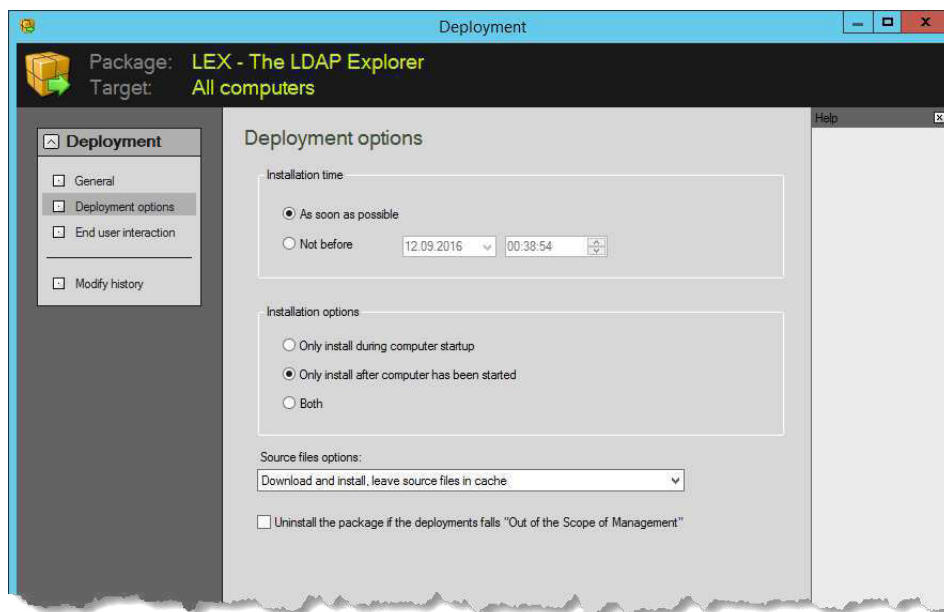 Deployment
Package: LEX - The LDAP Explorer
Target: All computers
Deployment
General
Deployment options
End user interaction
Modify history
Deployment options
Installation time
As soon as possible
Not before 12.09.2016 00:38:54
Installation options
Only install during computer startup
Only install after computer has been started
Both
Source files options:
Download and install, leave source files in cache
Uninstall the package if the deployments falls "Out of the Scope of Management"
Help